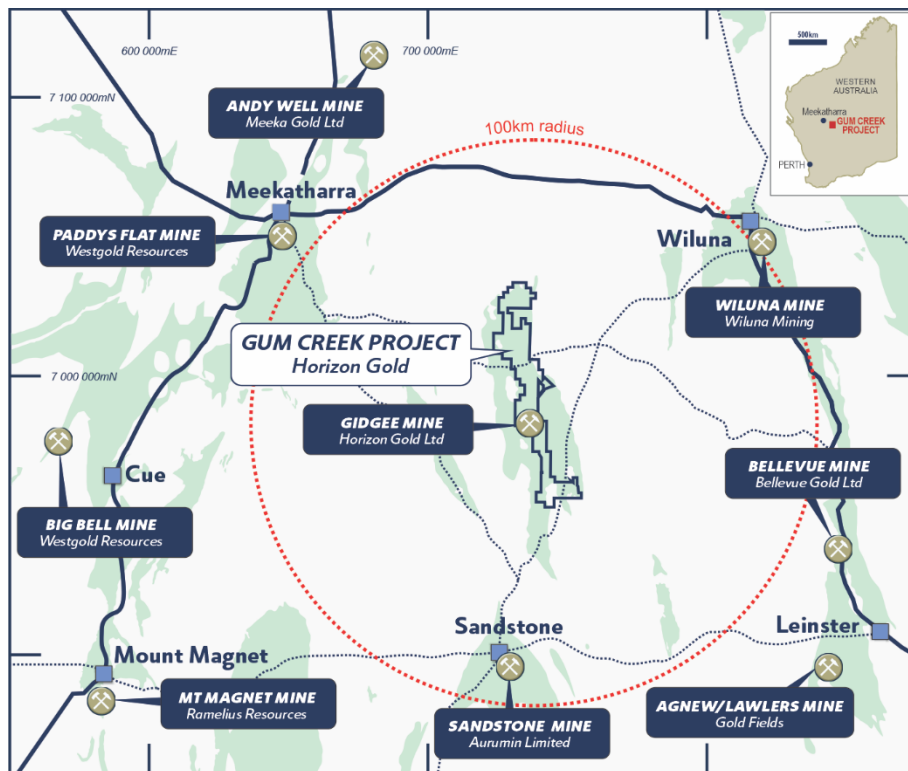 600 000mE
700 000mE
500km
WESTERN
AUSTRALIA
Meekatharra
GUM CREEK
PROJECT
PERTH
7 100 000mN
ANDY WELL MINE
Meeka Gold Ltd
100km radius
Meekatharra
PADDYS FLAT MINE
Westgold Resources
Wiluna
WILUNA MINE
Wiluna Mining
GUM CREEK PROJECT
Horizon Gold
7 000 000mN
GIDGEE MINE
Horizon Gold Ltd
BELLEVUE MINE
Bellevue Gold Ltd
Cue
BIG BELL MINE
Westgold Resources
Sandstone
Leinster
Mount Magnet
MT MAGNET MINE
Ramelius Resources
SANDSTONE MINE
Aurumin Limited
AGNEW/LAWLERS MINE
Gold Fields